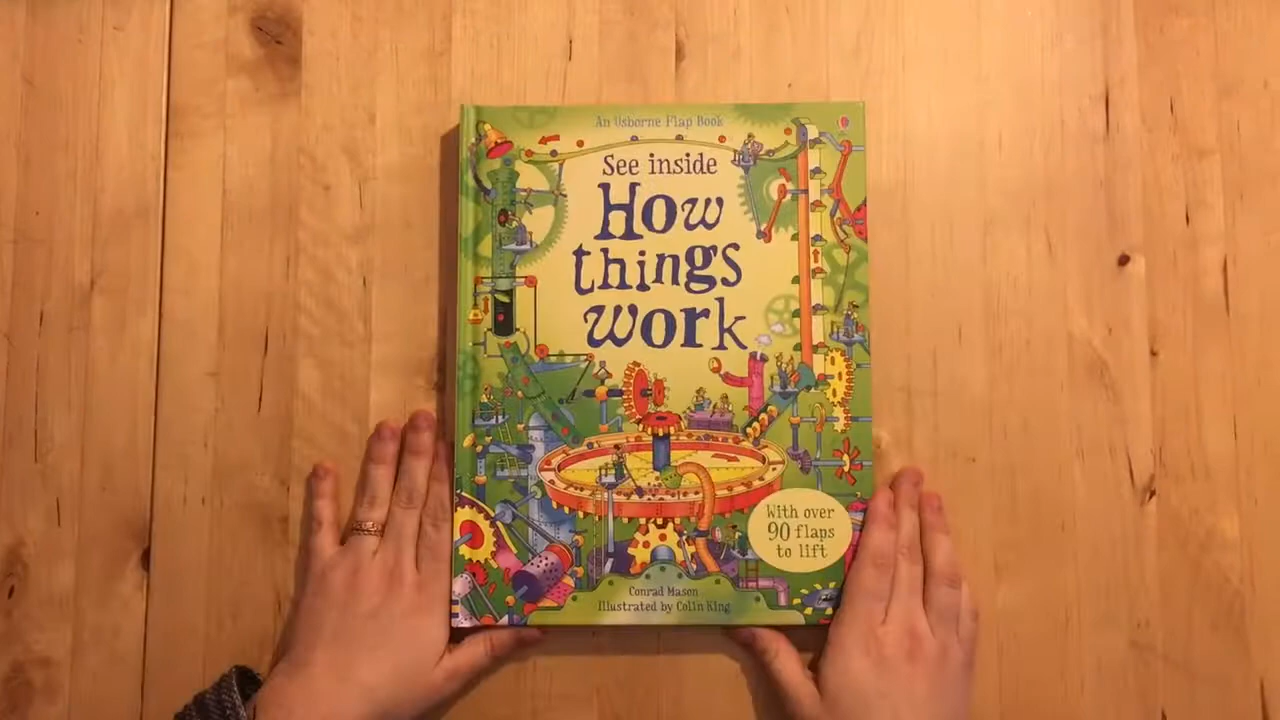 An Usborne Flap Book
See inside
How
things
work
With over
90 flaps
to lift
Conrad Mason
Illustrated by Colin King